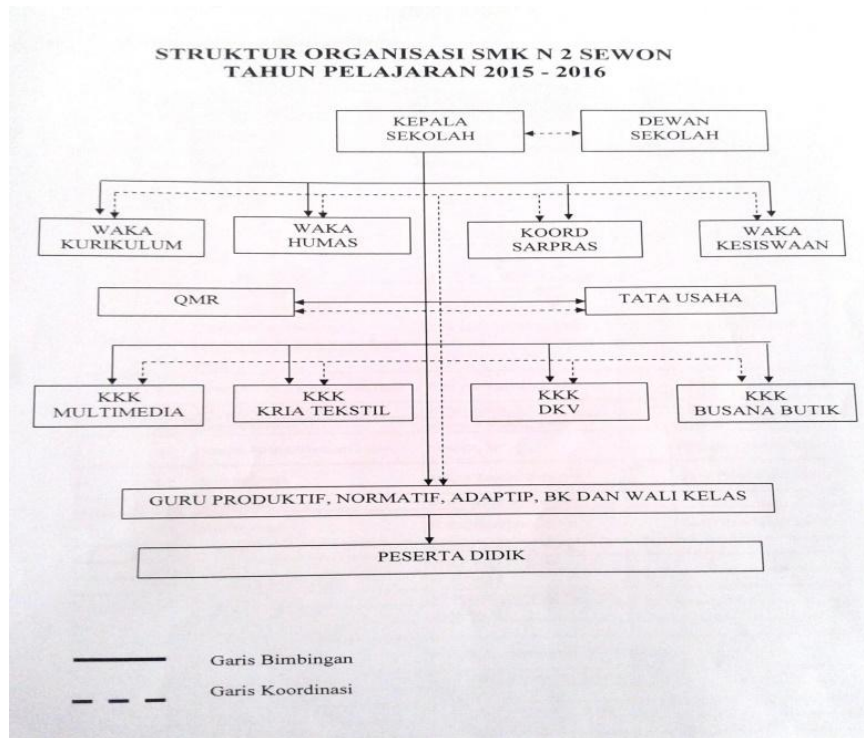 STRUKTUR ORGANISASI SMK N 2 SEWON
TAHUN PELAJARAN 2015 - 2016
KEPALA
SEKOLAH
DEWAN
SEKOLAH
WAKA
KURIKULUM
WAKA
HUMAS
KOORD
SARPRAS
WAKA
KESISWAAN
QMR
TATA USAHA
KKK
MULTIMEDIA
KKK
KRIA TEKSTIL
KKK
DKV
KKK
BUSANA BUTIK
GURU PRODUKTIF, NORMATIF, ADAPTIP, BK DAN WALI KELAS
PESERTA DIDIK
Garis Bimbingan
Garis Koordinasi